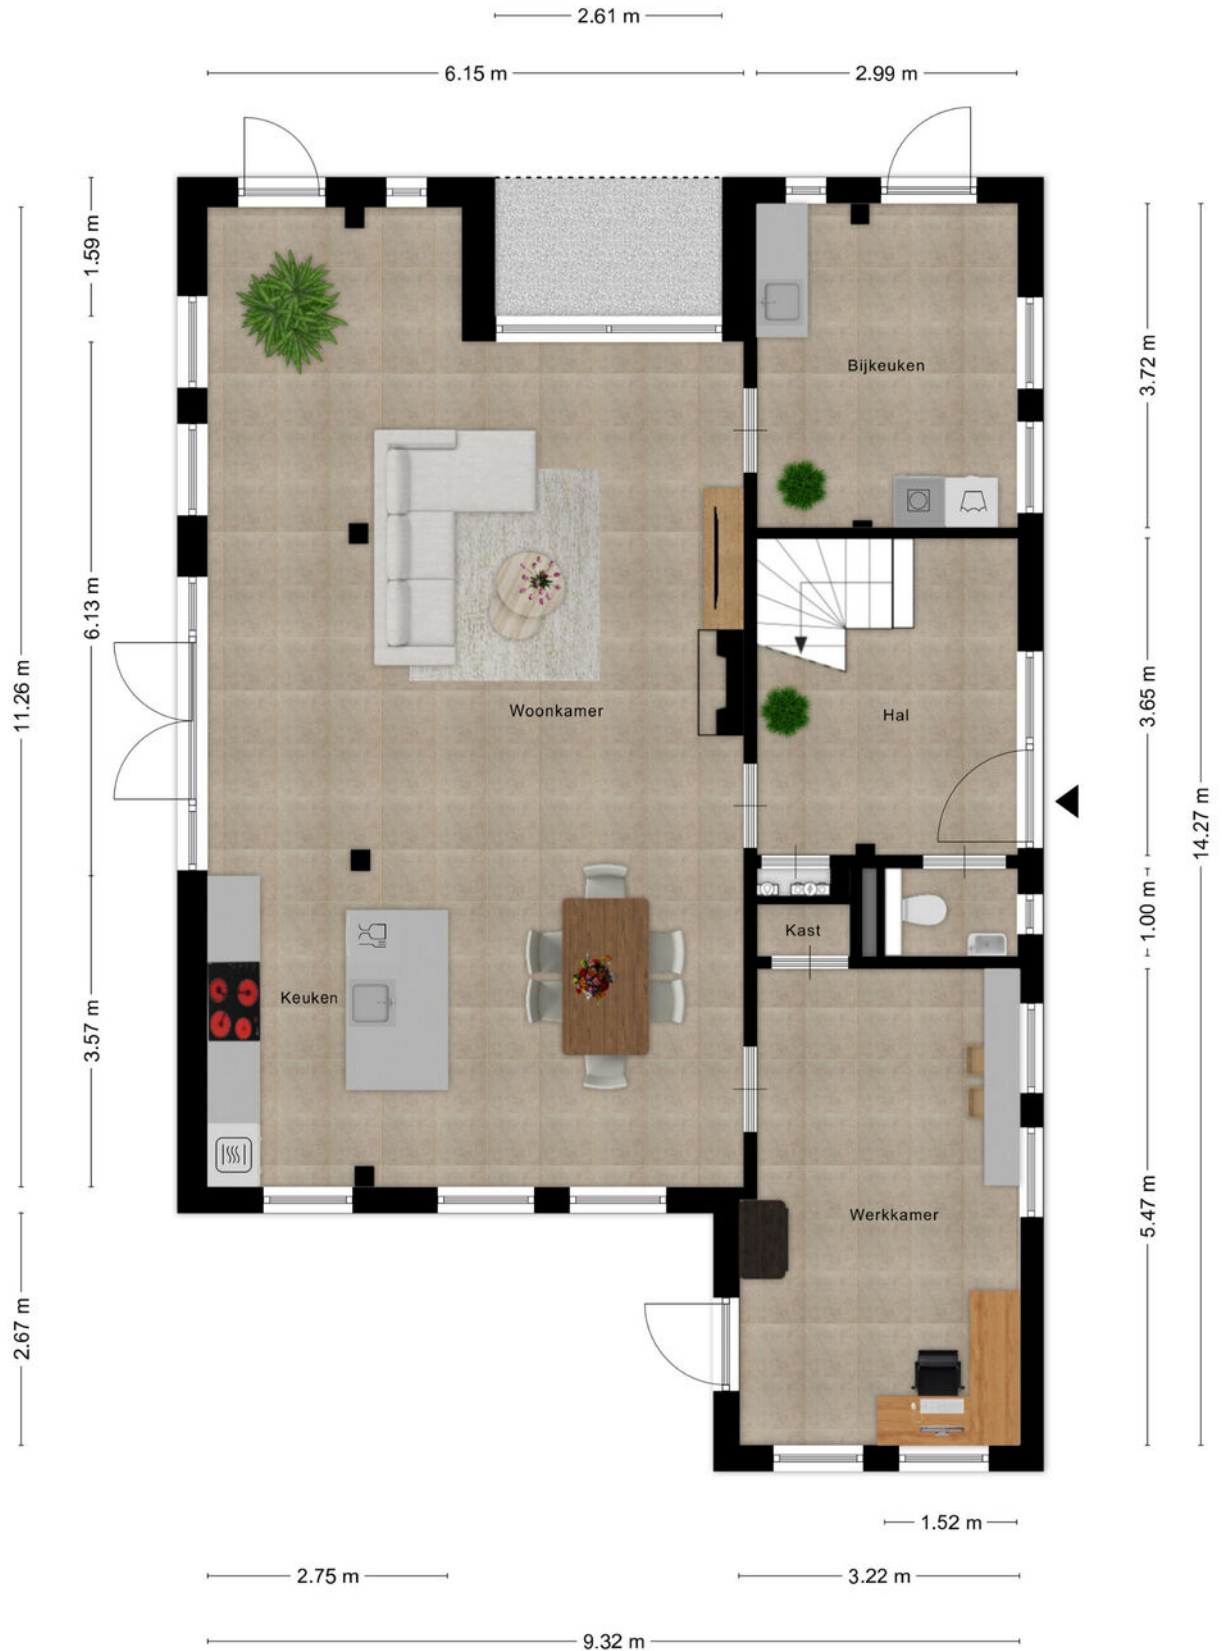 2.61 m
6.15 m
2.99 m
1.59 m
3.72 m
Bijkeuken
6.13 m
11.26 m
Woonkamer
Hal
3.65 m
14.27 m
Kast
1.00 m
Keuken
3.57 m
5.47 m
Werkkamer
2.67 m
1.52 m
2.75 m
3.22 m
9.32 m